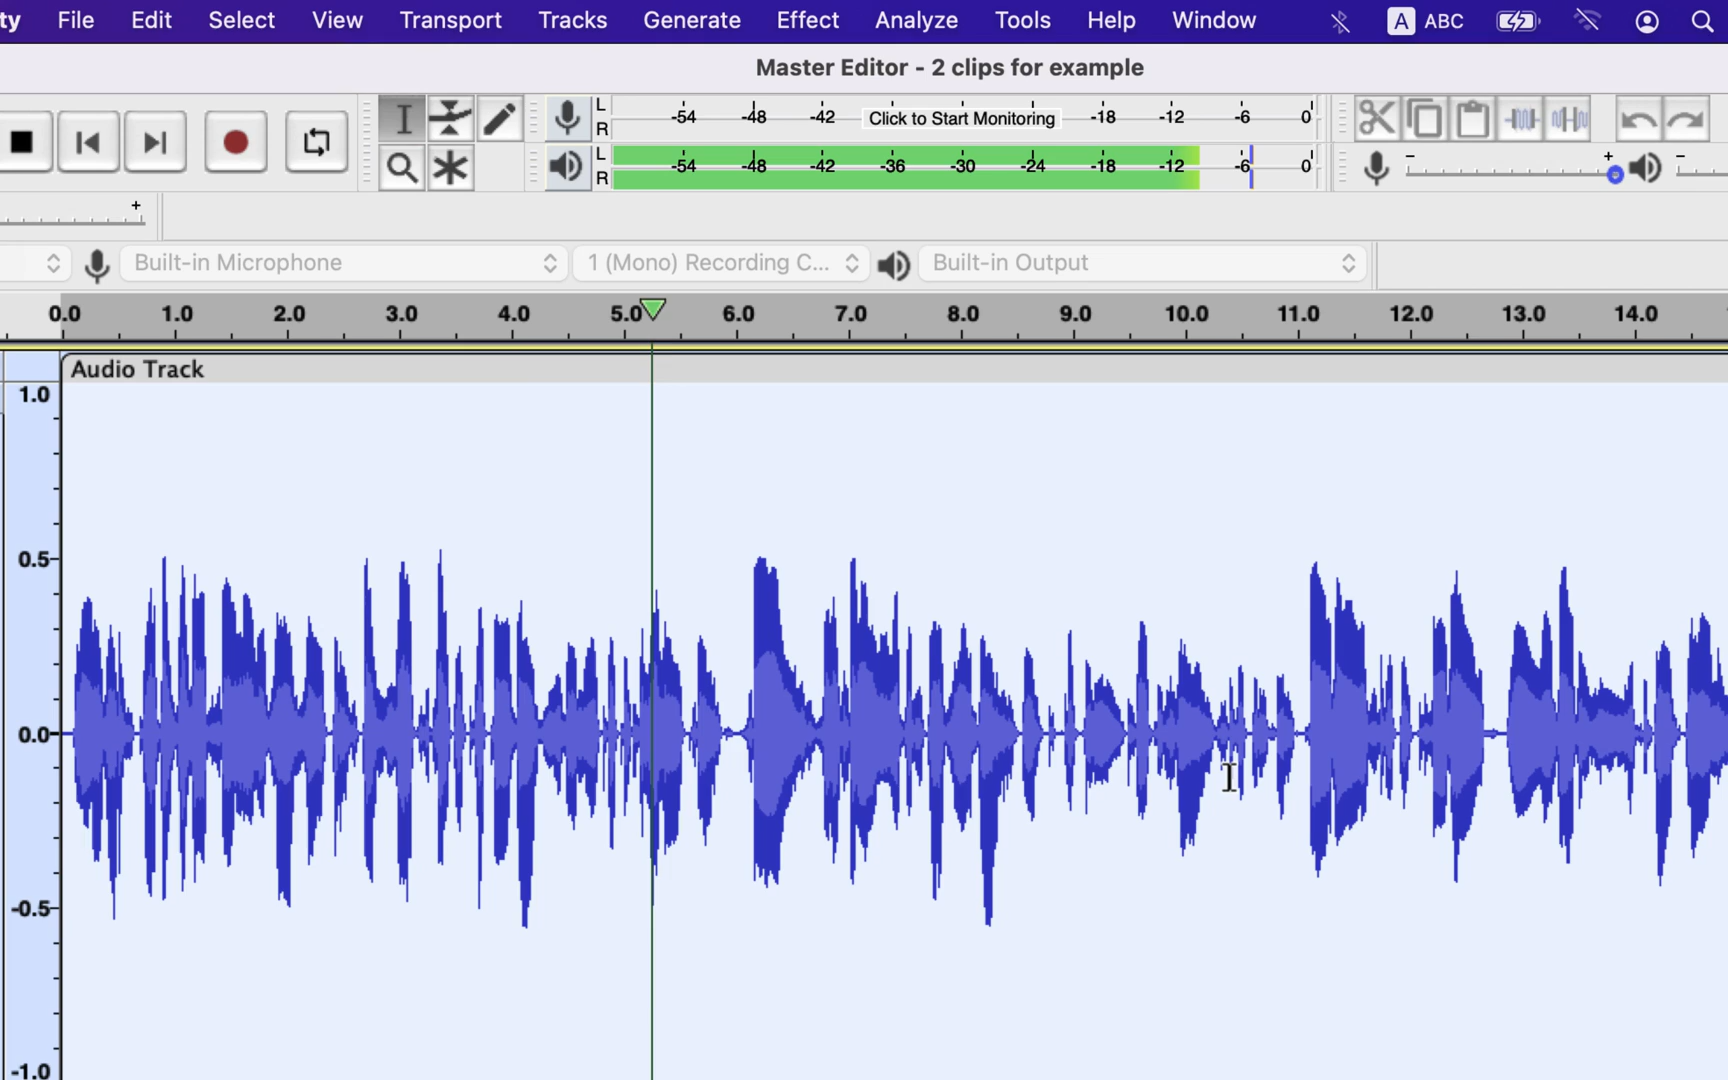 ty File Edit Select View Transport Tracks Generate Effect Analyze Tools Help Window A ABC
Master Editor - 2 clips for example
L -54 -48 -42 Click to Start Monitoring -18 -12 -6 0
R
L -54 -48 -42 -36 -30 -24 -18 -12 -6 0
R
- + -
+
Built-in Microphone 1 (Mono) Recording C... Built-in Output
0.0 1.0 2.0 3.0 4.0 5.0 6.0 7.0 8.0 9.0 10.0 11.0 12.0 13.0 14.0
Audio Track
1.0
0.5
0.0
-0.5
-1.0